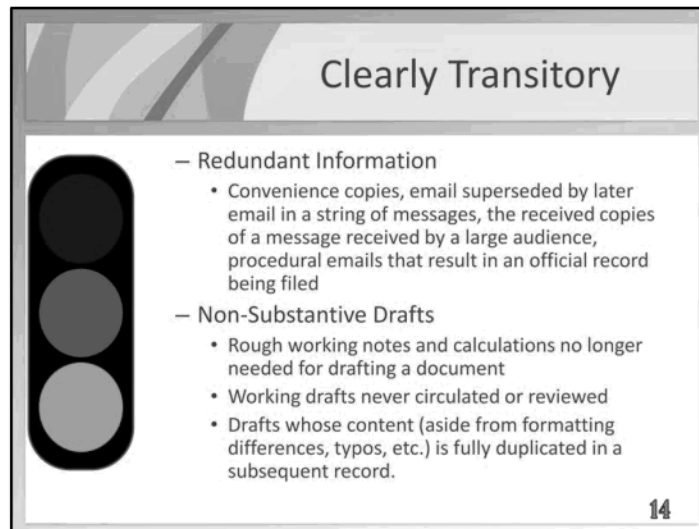 Clearly Transitory
– Redundant Information
• Convenience copies, email superseded by later
email in a string of messages, the received copies
of a message received by a large audience,
procedural emails that result in an official record
being filed
– Non-Substantive Drafts
• Rough working notes and calculations no longer
needed for drafting a document
• Working drafts never circulated or reviewed
• Drafts whose content (aside from formatting
differences, typos, etc.) is fully duplicated in a
subsequent record.
14